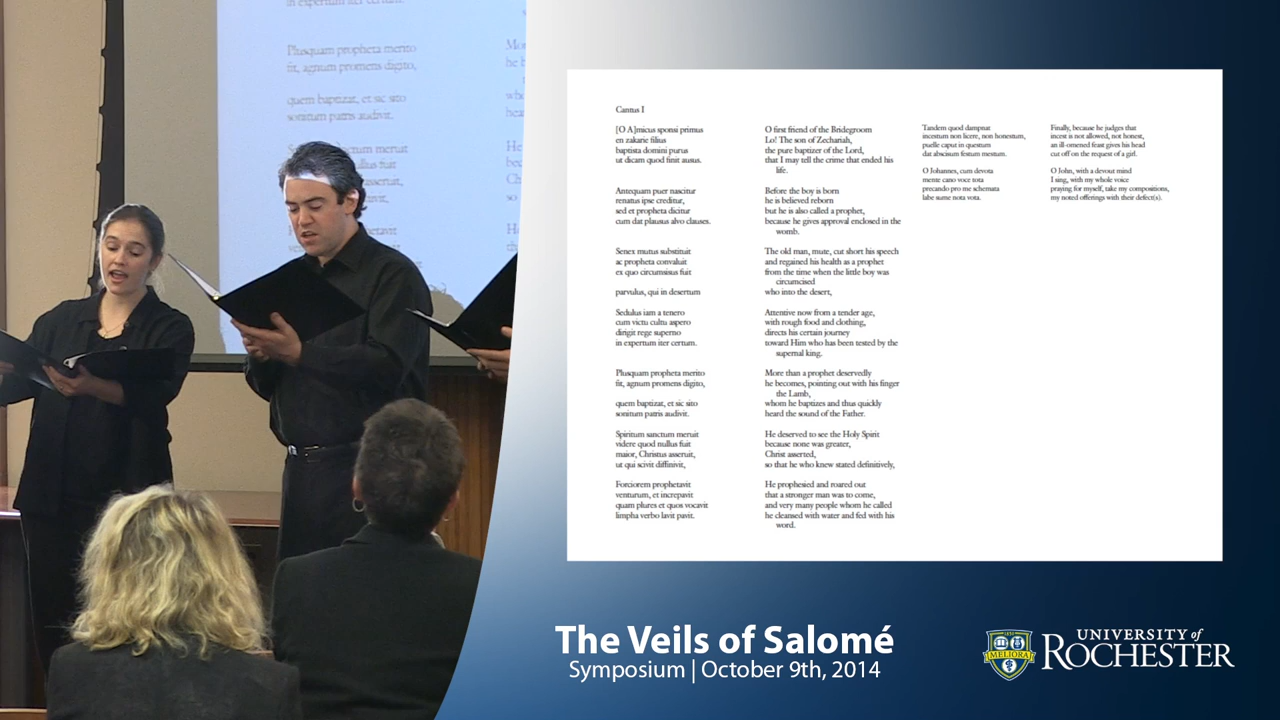 in expertum iter certum.
Plusquam propheta merito
fit, agnum promens digito,
quem baptizat, et sic sito
sonitum patris audivit.
Cantus I
[O A]micus sponsi primus
en zakarie filius
baptista domini purus
ut dicam quod finit ausus.
Antequam puer nascitur
renatus ipse creditur,
sed et propheta dicitur
cum dat plausus alvo clauses.
Senex mutus substituit
ac propheta convaluit
ex quo circumsisus fuit
parvulus, qui in desertum
Sedulus iam a tenero
cum victu cultu aspero
dirigit rege superno
in expertum iter certum.
Plusquam propheta merito
fit, agnum promens digito,
quem baptizat, et sic sito
sonitum patris audivit.
Spiritum sanctum meruit
videre quod nullus fuit
maior, Christus asseruit,
ut qui scivit diffinivit,
Forciorem prophetavit
venturum, et increpavit
quam plures et quos vocavit
limpha verbo lavit pavit.
O first friend of the Bridegroom
Lo! The son of Zechariah,
the pure baptizer of the Lord,
that I may tell the crime that ended his
life.
Before the boy is born
he is believed reborn
but he is also called a prophet,
because he gives approval enclosed in the
womb.
The old man, mute, cut short his speech
and regained his health as a prophet
from the time when the little boy was
circumcised
who into the desert,
Attentive now from a tender age,
with rough food and clothing,
directs his certain journey
toward Him who has been tested by the
supernal king.
More than a prophet deservedly
he becomes, pointing out with his finger
the Lamb,
whom he baptizes and thus quickly
heard the sound of the Father.
He deserved to see the Holy Spirit
because none was greater,
Christ asserted,
so that he who knew stated definitively,
He prophesied and roared out
that a stronger man was to come,
and very many people whom he called
he cleansed with water and fed with his
word.
Tandem quod dampnat
incestum non licere, non honestum,
puelle caput in questum
dat abscisum festum mestum.
O Johannes, cum devota
mente cano voce tota
precando pro me schemata
labe sume nota vota.
Finally, because he judges that
incest is not allowed, not honest,
an ill-omened feast gives his head
cut off on the request of a girl.
O John, with a devout mind
I sing, with my whole voice
praying for myself, take my compositions,
my noted offerings with their defect(s).
The Veils of Salomé
Symposium | October 9th, 2014
MELIORA
UNIVERSITY of
ROCHESTER